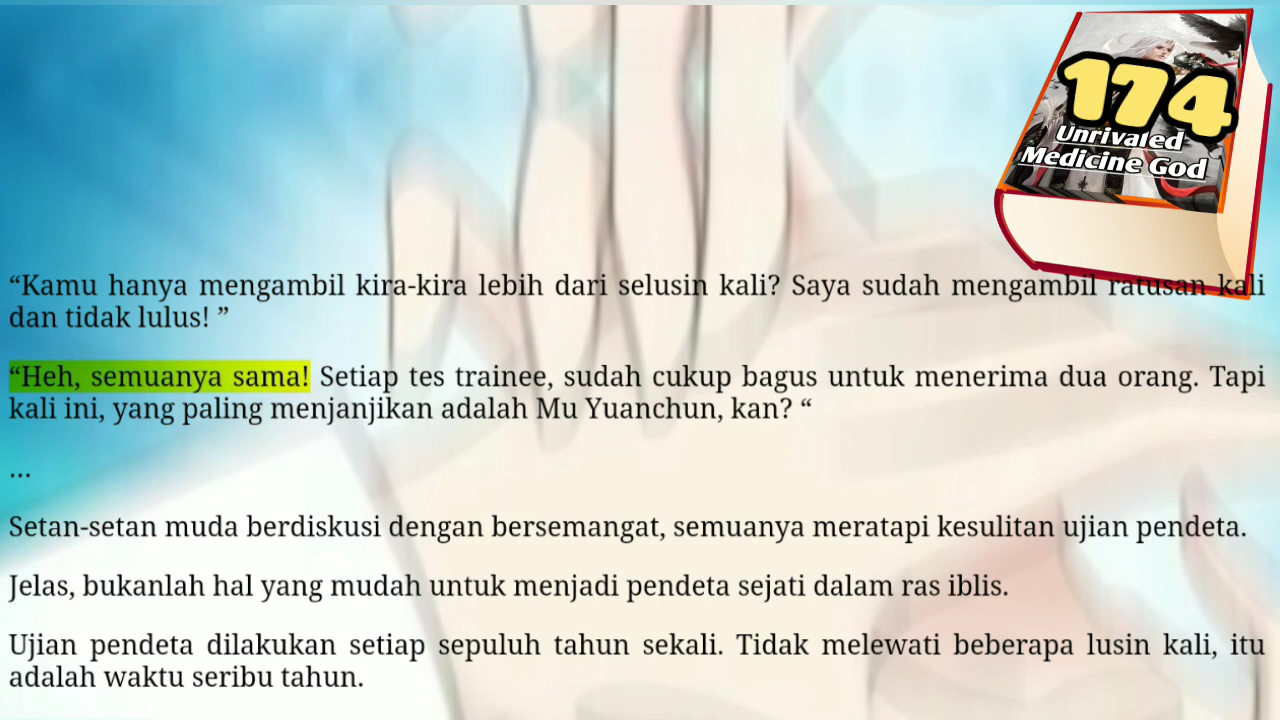 174
Unrivaled
Medicine God
“Kamu hanya mengambil kira-kira lebih dari selusin kali? Saya sudah mengambil ratusan kali
dan tidak lulus! ”
“Heh, semuanya sama! Setiap tes trainee, sudah cukup bagus untuk menerima dua orang. Tapi
kali ini, yang paling menjanjikan adalah Mu Yuanchun, kan? “
...
Setan-setan muda berdiskusi dengan bersemangat, semuanya meratapi kesulitan ujian pendeta.
Jelas, bukanlah hal yang mudah untuk menjadi pendeta sejati dalam ras iblis.
Ujian pendeta dilakukan setiap sepuluh tahun sekali. Tidak melewati beberapa lusin kali, itu
adalah waktu seribu tahun.